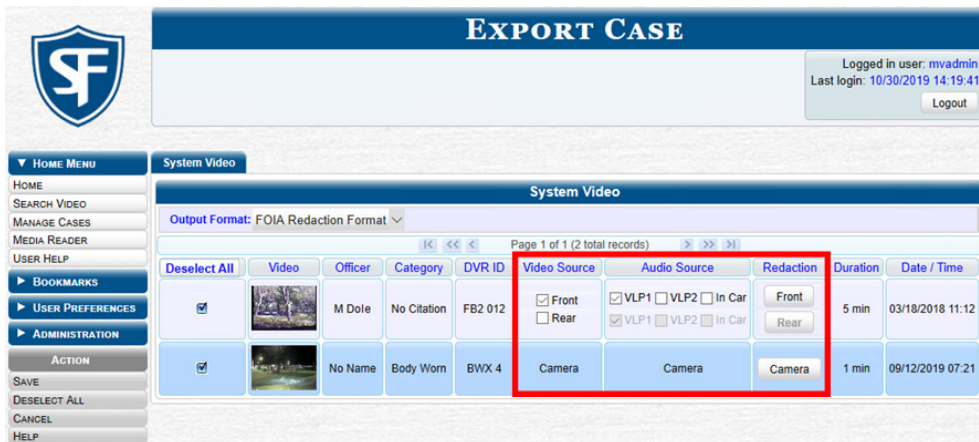 EXPORT CASE
SF
Logged in user: mvadmin
Last login: 10/30/2019 14:19:41
Logout
▼ HOME MENU
HOME
SEARCH VIDEO
MANAGE CASES
MEDIA READER
USER HELP
► BOOKMARKS
► USER PREFERENCES
► ADMINISTRATION
ACTION
SAVE
DESELECT ALL
CANCEL
HELP
System Video
System Video
Output Format: FOIA Redaction Format
|< << < Page 1 of 1 (2 total records) > >> >|
Deselect All Video Officer Category DVR ID Video Source Audio Source Redaction Duration Date / Time
M Dole No Citation FB2 012 Front VLP1 VLP2 In Car Front 5 min 03/18/2018 11:12
Rear VLP1 VLP2 In Car Rear
No Name Body Worn BWX 4 Camera Camera Camera 1 min 09/12/2019 07:21